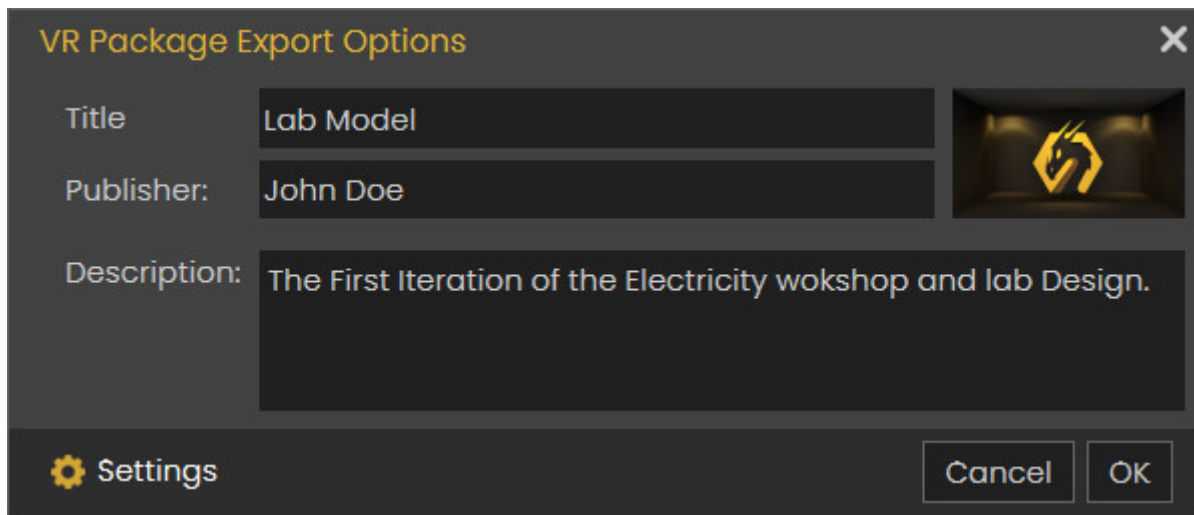 VR Package Export Options
Title
Lab Model
Publisher:
John Doe
Description:
The First Iteration of the Electricity wokshop and lab Design.
Settings
Cancel
OK